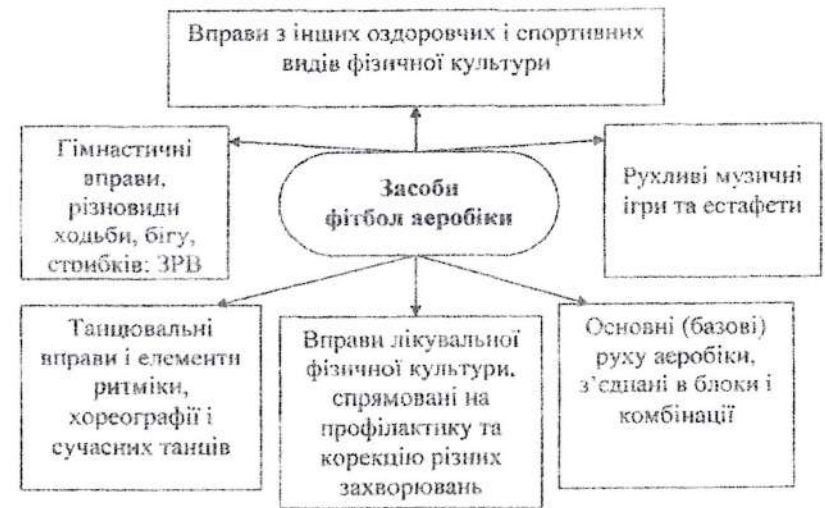 Вправи з інших оздоровчих і спортивних
видів фізичної культури
Гімнастичні
вправи.
різновиди
ходьби, бігу,
стрибків: ЗРВ
Засоби
фітбол аеробіки
Рухливі музичні
ігри та естафети
Танцювальні
вправи і елементи
ритміки,
хореографії і
сучасних танців
Вправи лікувальної
фізичної культури.
спрямовані на
профілактику та
корекцію різних
захворювань
Основні (базові)
руху аеробіки,
з’єднані в блоки і
комбінації